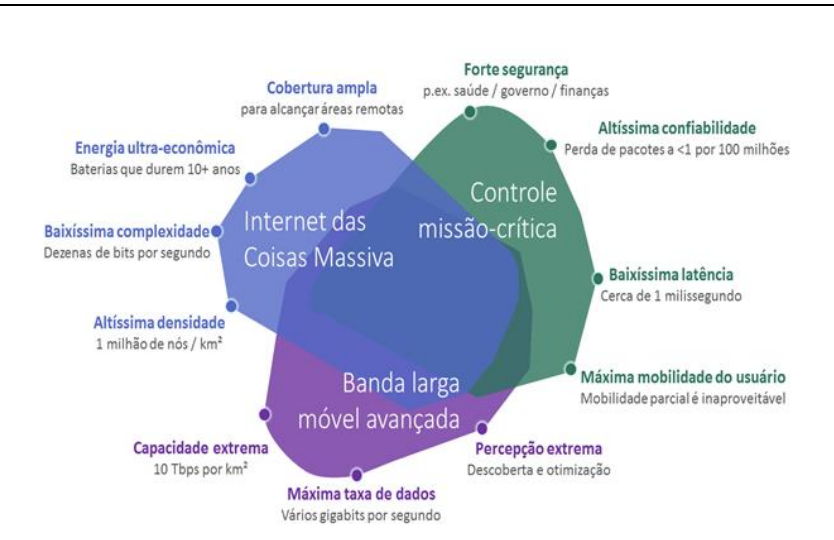 Forte segurança
p.ex. saúde / governo / finanças
Cobertura ampla
para alcançar áreas remotas
Altíssima confiabilidade
Perda de pacotes a <1 por 100 milhões
Energia ultra-econômica
Baterias que durem 10+ anos
Controle
missão-crítica
Internet das
Coisas Massiva
Baixíssima complexidade
Dezenas de bits por segundo
Baixíssima latência
Cerca de 1 milissegundo
Altíssima densidade
1 milhão de nós / km²
Máxima mobilidade do usuário
Mobilidade parcial é inaproveitável
Banda larga
móvel avançada
Capacidade extrema
10 Tbps por km²
Percepção extrema
Descoberta e otimização
Máxima taxa de dados
Vários gigabits por segundo